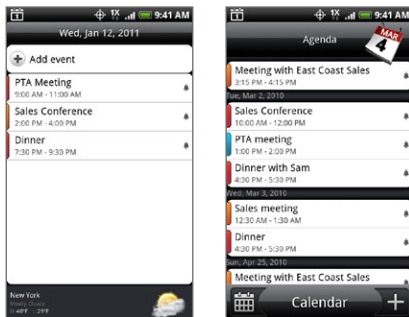 1X 9:41 AM
Wed, Jan 12, 2011
Add event
PTA Meeting
9:00 AM - 11:00 AM
Sales Conference
2:00 PM - 4:00 PM
Dinner
7:30 PM - 9:30 PM
New York
Mostly Cloudy
1X 9:41 AM
Agenda
MAR
4
Meeting with East Coast Sales
3:15 PM - 4:15 PM
Tue, Mar 2, 2010
Sales Conference
10:00 AM - 12:00 PM
PTA meeting
1:00 PM - 2:00 PM
Dinner with Sam
4:30 PM - 5:30 PM
Wed, Mar 3, 2010
Sales meeting
12:30 AM - 1:30 AM
Dinner
4:30 PM - 5:30 PM
Sun, Apr 25, 2010
Meeting with East Coast Sales
Calendar